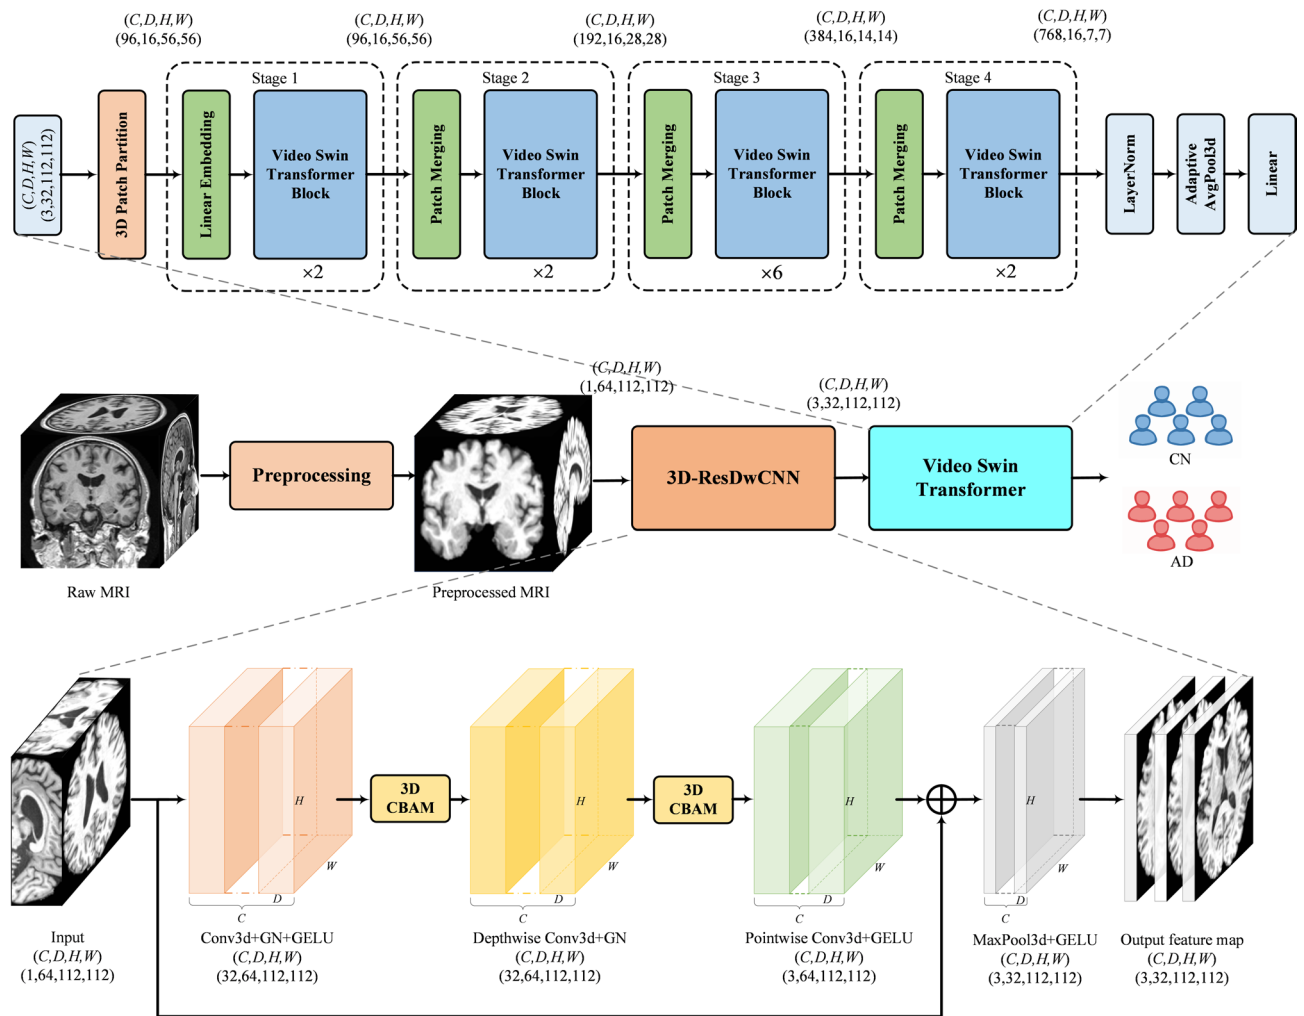 (C,D,H,W)
(96,16,56,56)
(C,D,H,W)
(96,16,56,56)
(C,D,H,W)
(192,16,28,28)
(C,D,H,W)
(384,16,14,14)
(C,D,H,W)
(768,16,7,7)
Stage 1
Stage 2
Stage 3
Stage 4
(C,D,H,W)
(3,32,112,112)
3D Patch Partition
Linear Embedding
Video Swin
Transformer
Block
×2
Patch Merging
Video Swin
Transformer
Block
×2
Patch Merging
Video Swin
Transformer
Block
×6
Patch Merging
Video Swin
Transformer
Block
×2
LayerNorm
Adaptive
AvgPool3d
Linear
Raw MRI
Preprocessing
Preprocessed MRI
(C,D,H,W)
(1,64,112,112)
3D-ResDwCNN
(C,D,H,W)
(3,32,112,112)
Video Swin
Transformer
CN
AD
Input
(C,D,H,W)
(1,64,112,112)
H
W
D
C
Conv3d+GN+GELU
(C,D,H,W)
(32,64,112,112)
3D
CBAM
H
W
D
C
Depthwise Conv3d+GN
(C,D,H,W)
(32,64,112,112)
3D
CBAM
H
W
D
C
Pointwise Conv3d+GELU
(C,D,H,W)
(3,64,112,112)
H
W
D
C
MaxPool3d+GELU
(C,D,H,W)
(3,32,112,112)
Output feature map
(C,D,H,W)
(3,32,112,112)